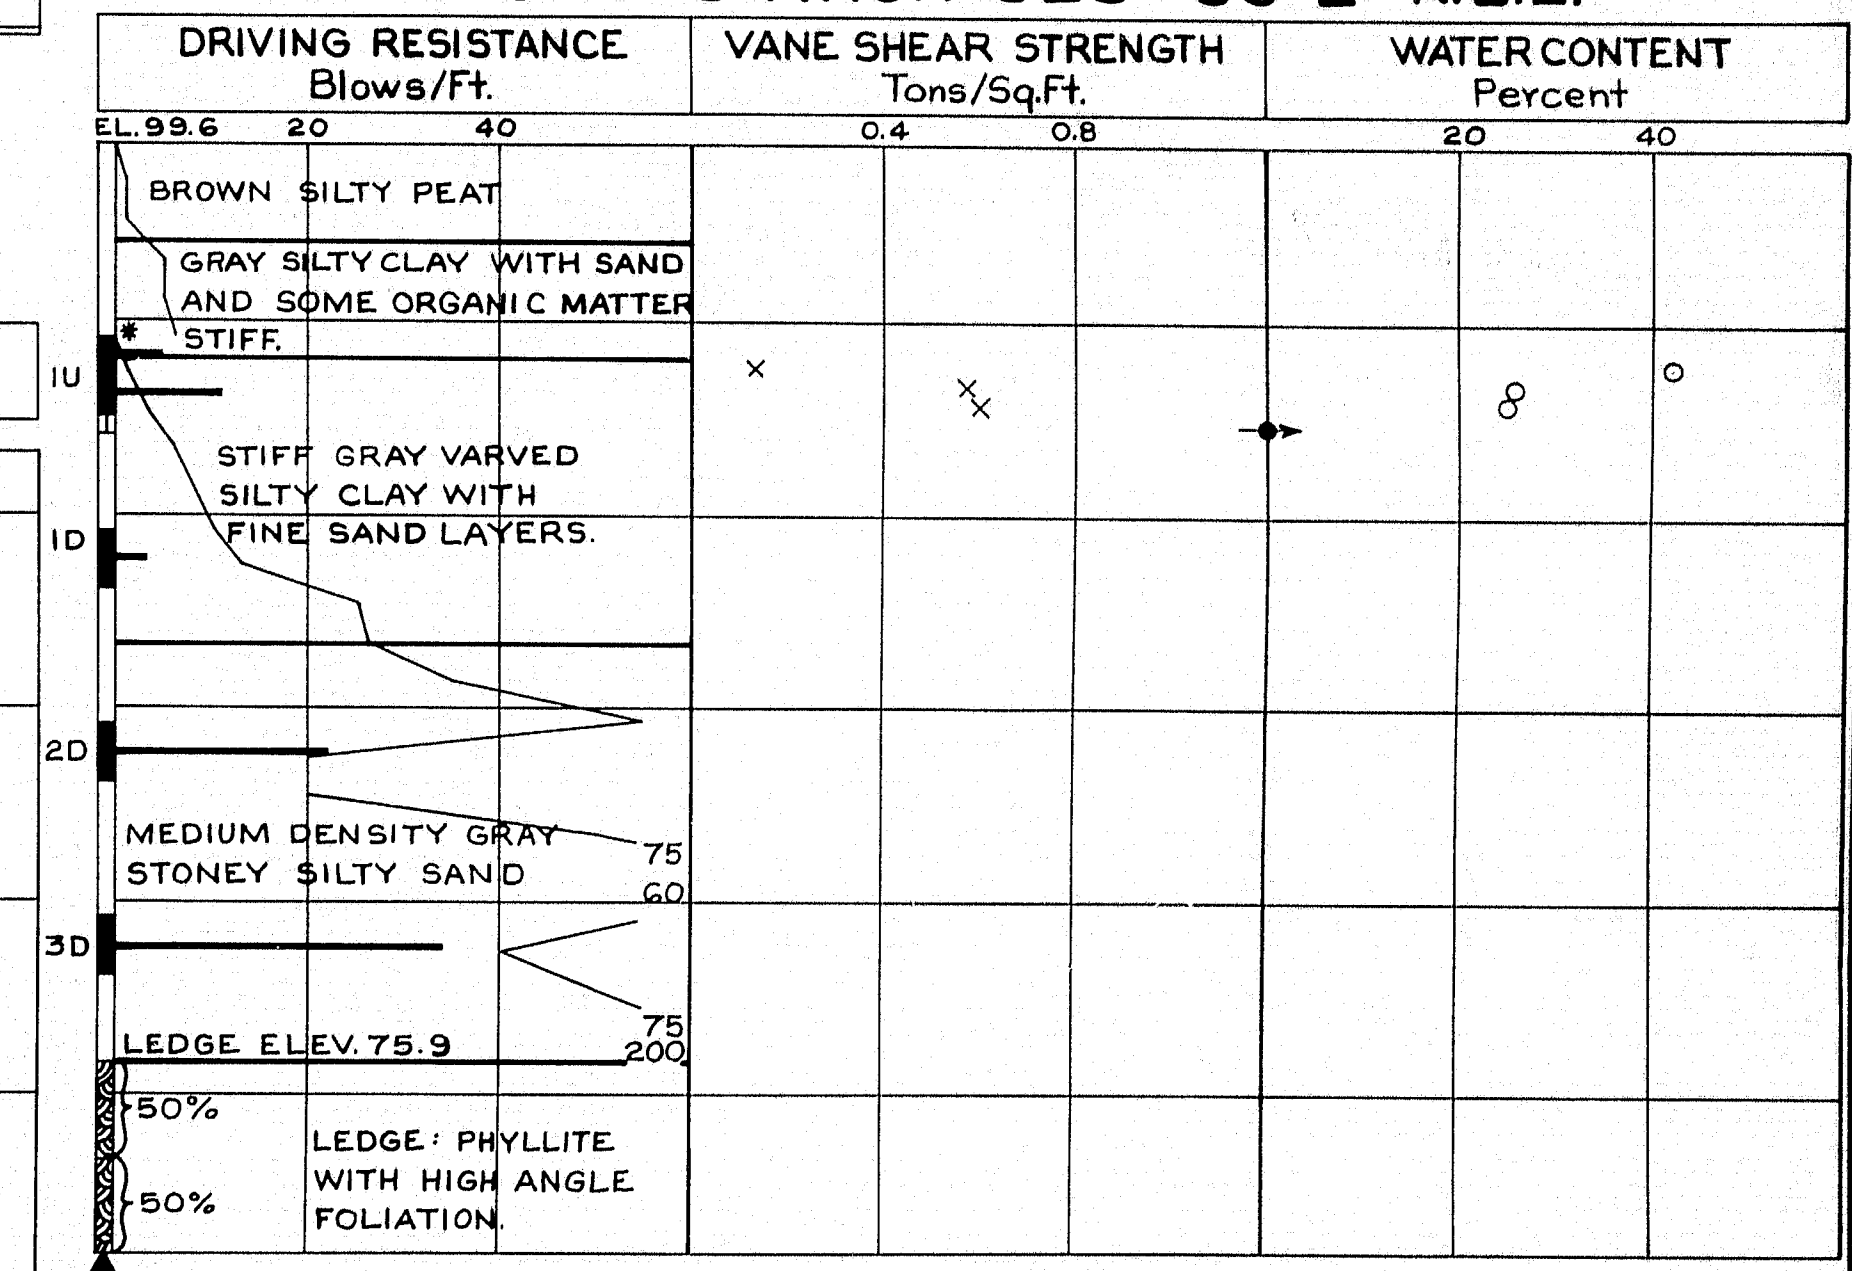 DRIVING RESISTANCE
Blows/Ft.
VANE SHEAR STRENGTH
Tons/Sq.Ft.
WATER CONTENT
Percent
EL.99.6 20 40 0.4 0.8 20 40
BROWN SILTY PEAT
GRAY SILTY CLAY WITH SAND
AND SOME ORGANIC MATTER
* STIFF.
1U
STIFF GRAY VARVED
SILTY CLAY WITH
FINE SAND LAYERS.
1D
2D
MEDIUM DENSITY GRAY
STONEY SILTY SAND
75
60
3D
75
LEDGE ELEV. 75.9 200
50%
LEDGE: PHYLLITE
WITH HIGH ANGLE
FOLIATION.
50%